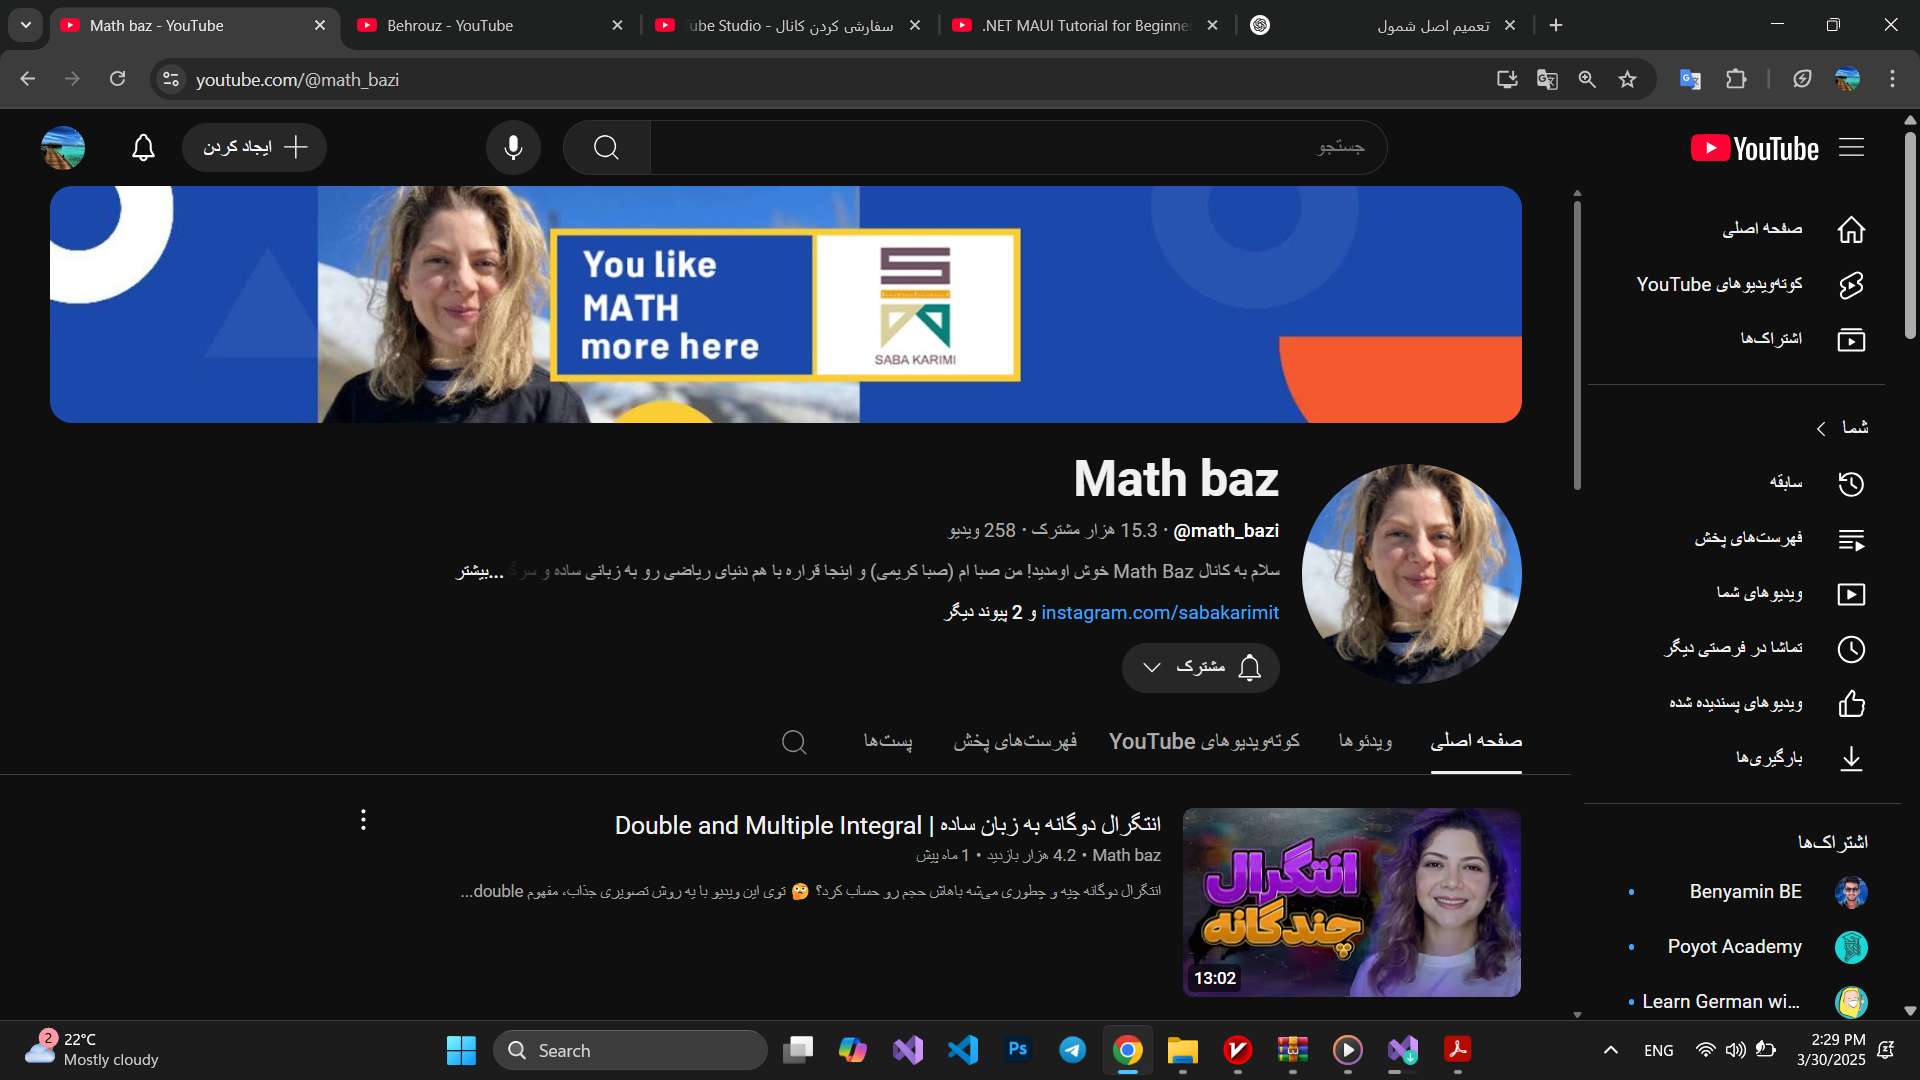 Math baz - YouTube
Behrouz - YouTube
سفارشی کردن کانال - Tube Studio
.NET MAUI Tutorial for Beginne
تعمیم اصل شمول
youtube.com/@math_bazi
ایجاد کردن
جستجو
YouTube
You like
MATH
more here
SABA KARIMI
Math baz
@math_bazi · 15.3 هزار مشترک · 258 ویدیو
سلام به کانال Math Baz خوش اومدید! من صبا ام (صبا کریمی) و اینجا قراره با هم دنیای ریاضی رو به زبانی ساده و سرگ ...بیشتر
instagram.com/sabakarimit و 2 پیوند دیگر
مشترک
صفحه اصلی
ویدئوها
کوته‌ویدیوهای YouTube
فهرست‌های پخش
پست‌ها
انتگرال دوگانه به زبان ساده | Double and Multiple Integral
Math baz • 4.2 هزار بازدید • 1 ماه پیش
انتگرال دوگانه چیه و چطوری می‌شه باهاش حجم رو حساب کرد؟ 🤔 توی این ویدیو با یه روش تصویری جذاب، مفهوم double...
انتگرال
چندگانه
13:02
صفحه اصلی
کوته‌ویدیوهای YouTube
اشتراک‌ها
شما
سابقه
فهرست‌های پخش
ویدیوهای شما
تماشا در فرصتی دیگر
ویدیوهای پسندیده شده
بارگیری‌ها
اشتراک‌ها
Benyamin BE
Poyot Academy
Learn German wi...
2
22°C
Mostly cloudy
Search
Ps
ENG
2:29 PM
3/30/2025